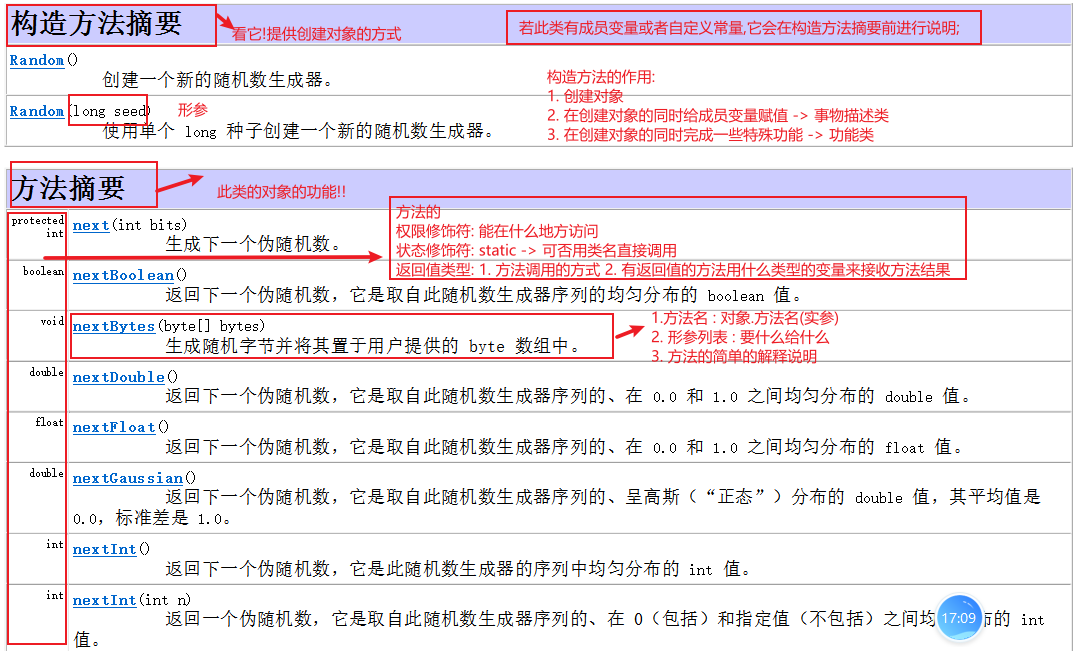 构造方法摘要
看它!提供创建对象的方式
若此类有成员变量或者自定义常量,它会在构造方法摘要前进行说明;
Random()
创建一个新的随机数生成器。
Random(long seed)
形参
使用单个 long 种子创建一个新的随机数生成器。
构造方法的作用:
1. 创建对象
2. 在创建对象的同时给成员变量赋值 -> 事物描述类
3. 在创建对象的同时完成一些特殊功能 -> 功能类
方法摘要
此类的对象的功能!!
方法的
权限修饰符: 能在什么地方访问
状态修饰符: static -> 可否用类名直接调用
返回值类型: 1. 方法调用的方式 2. 有返回值的方法用什么类型的变量来接收方法结果
protected int
next(int bits)
生成下一个伪随机数。
boolean
nextBoolean()
返回下一个伪随机数，它是取自此随机数生成器序列的均匀分布的 boolean 值。
void
nextBytes(byte[] bytes)
生成随机字节并将其置于用户提供的 byte 数组中。
1.方法名 : 对象.方法名(实参)
2. 形参列表 : 要什么给什么
3. 方法的简单的解释说明
double
nextDouble()
返回下一个伪随机数，它是取自此随机数生成器序列的、在 0.0 和 1.0 之间均匀分布的 double 值。
float
nextFloat()
返回下一个伪随机数，它是取自此随机数生成器序列的、在 0.0 和 1.0 之间均匀分布的 float 值。
double
nextGaussian()
返回下一个伪随机数，它是取自此随机数生成器序列的、呈高斯（“正态”）分布的 double 值，其平均值是
0.0，标准差是 1.0。
int
nextInt()
返回下一个伪随机数，它是此随机数生成器的序列中均匀分布的 int 值。
int
nextInt(int n)
返回一个伪随机数，它是取自此随机数生成器序列的、在 0（包括）和指定值（不包括）之间均 布的 int
值。
17:09